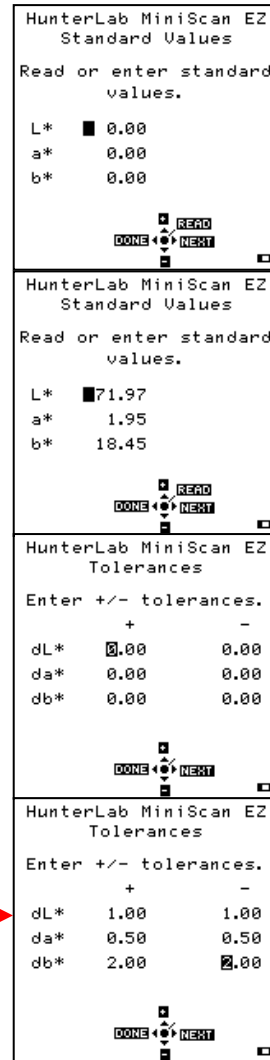 HunterLab MiniScan EZ
Standard Values
Read or enter standard
values.
L* 0.00
a* 0.00
b* 0.00
READ
DONE NEXT
HunterLab MiniScan EZ
Standard Values
Read or enter standard
values.
L* 71.97
a* 1.95
b* 18.45
READ
DONE NEXT
HunterLab MiniScan EZ
Tolerances
Enter +/- tolerances.
+ -
dL* 0.00 0.00
da* 0.00 0.00
db* 0.00 0.00
DONE NEXT
HunterLab MiniScan EZ
Tolerances
Enter +/- tolerances.
+ -
dL* 1.00 1.00
da* 0.50 0.50
db* 2.00 2.00
DONE NEXT